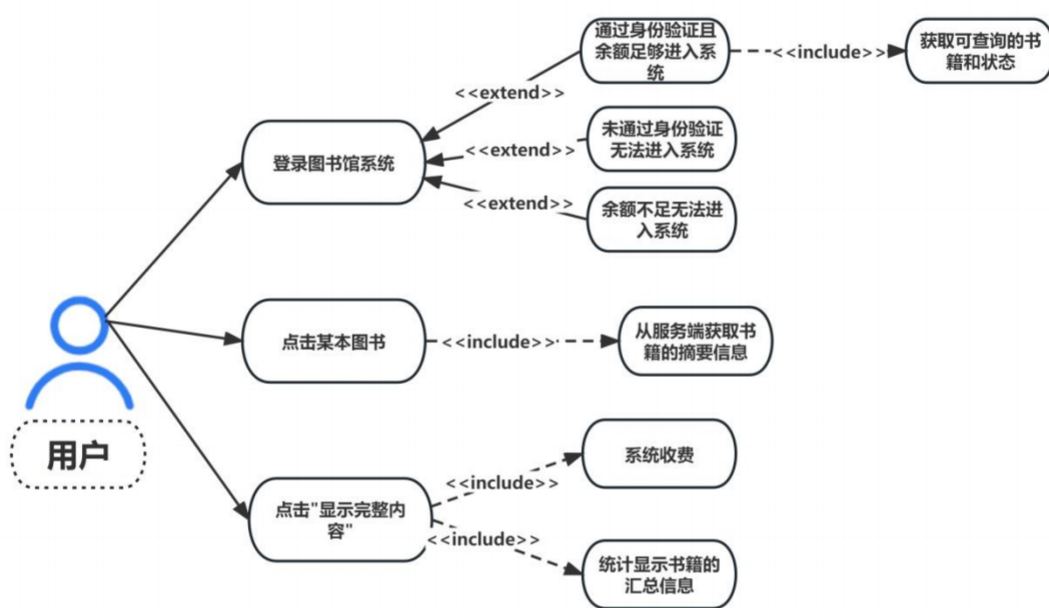 通过身份验证且
余额足够进入系
统
<<include>>
获取可查询的书
籍和状态
<<extend>>
未通过身份验证
无法进入系统
<<extend>>
登录图书馆系统
余额不足无法进
入系统
<<extend>>
点击某本图书
<<include>>
从服务端获取书
籍的摘要信息
用户
系统收费
<<include>>
点击"显示完整内
容"
<<include>>
统计显示书籍的
汇总信息